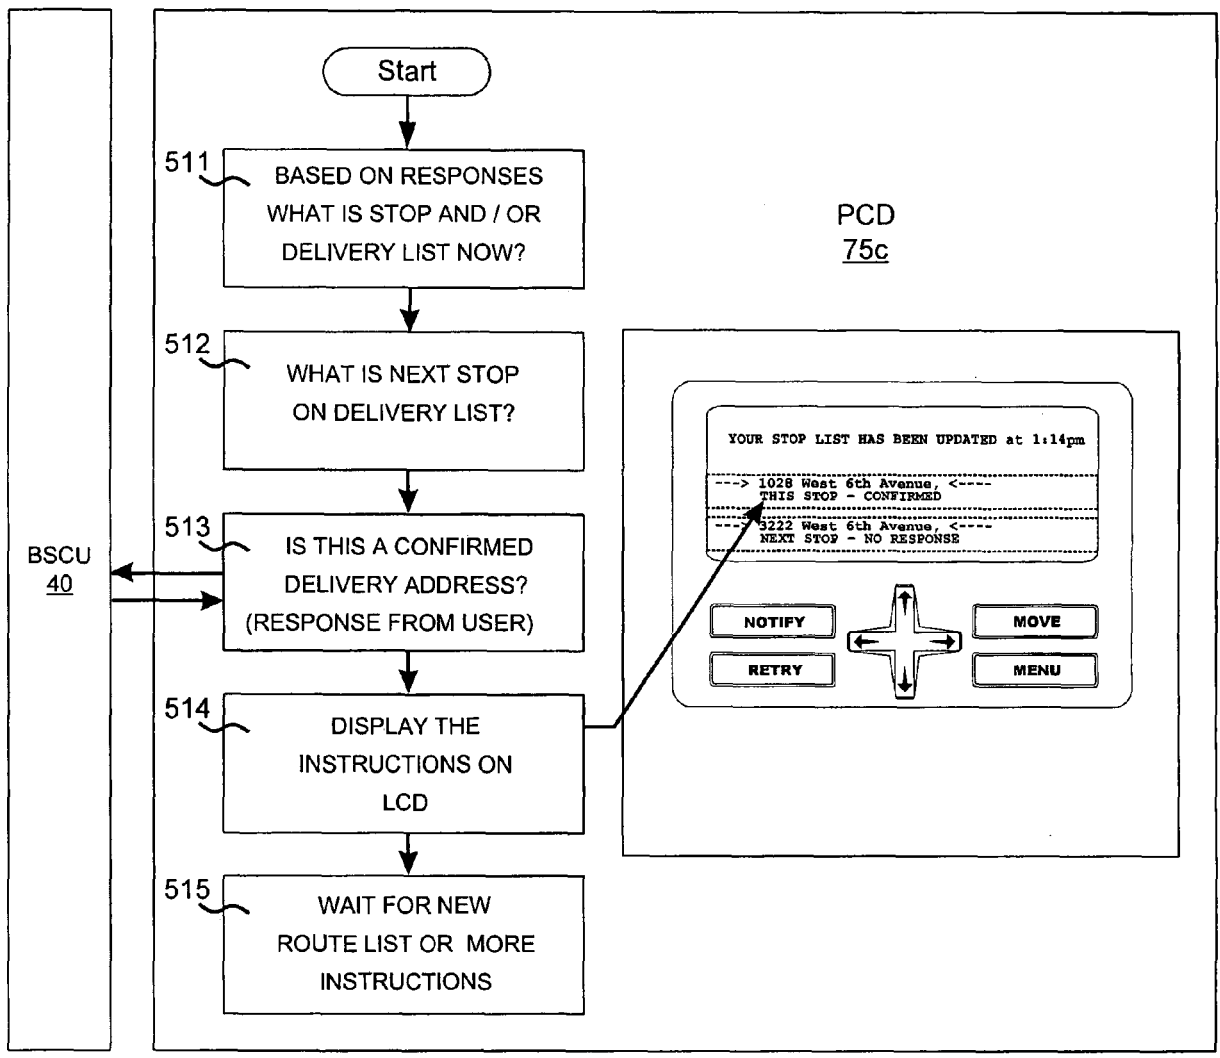 Start
511
BASED ON RESPONSES
WHAT IS STOP AND / OR
DELIVERY LIST NOW?
512
WHAT IS NEXT STOP
ON DELIVERY LIST?
513
IS THIS A CONFIRMED
DELIVERY ADDRESS?
(RESPONSE FROM USER)
BSCU
40
514
DISPLAY THE
INSTRUCTIONS ON
LCD
515
WAIT FOR NEW
ROUTE LIST OR MORE
INSTRUCTIONS
PCD
75c
YOUR STOP LIST HAS BEEN UPDATED at 1:14pm
---> 1028 West 6th Avenue, <----
THIS STOP - CONFIRMED
---> 3222 West 6th Avenue, <----
NEXT STOP - NO RESPONSE
NOTIFY
MOVE
RETRY
MENU